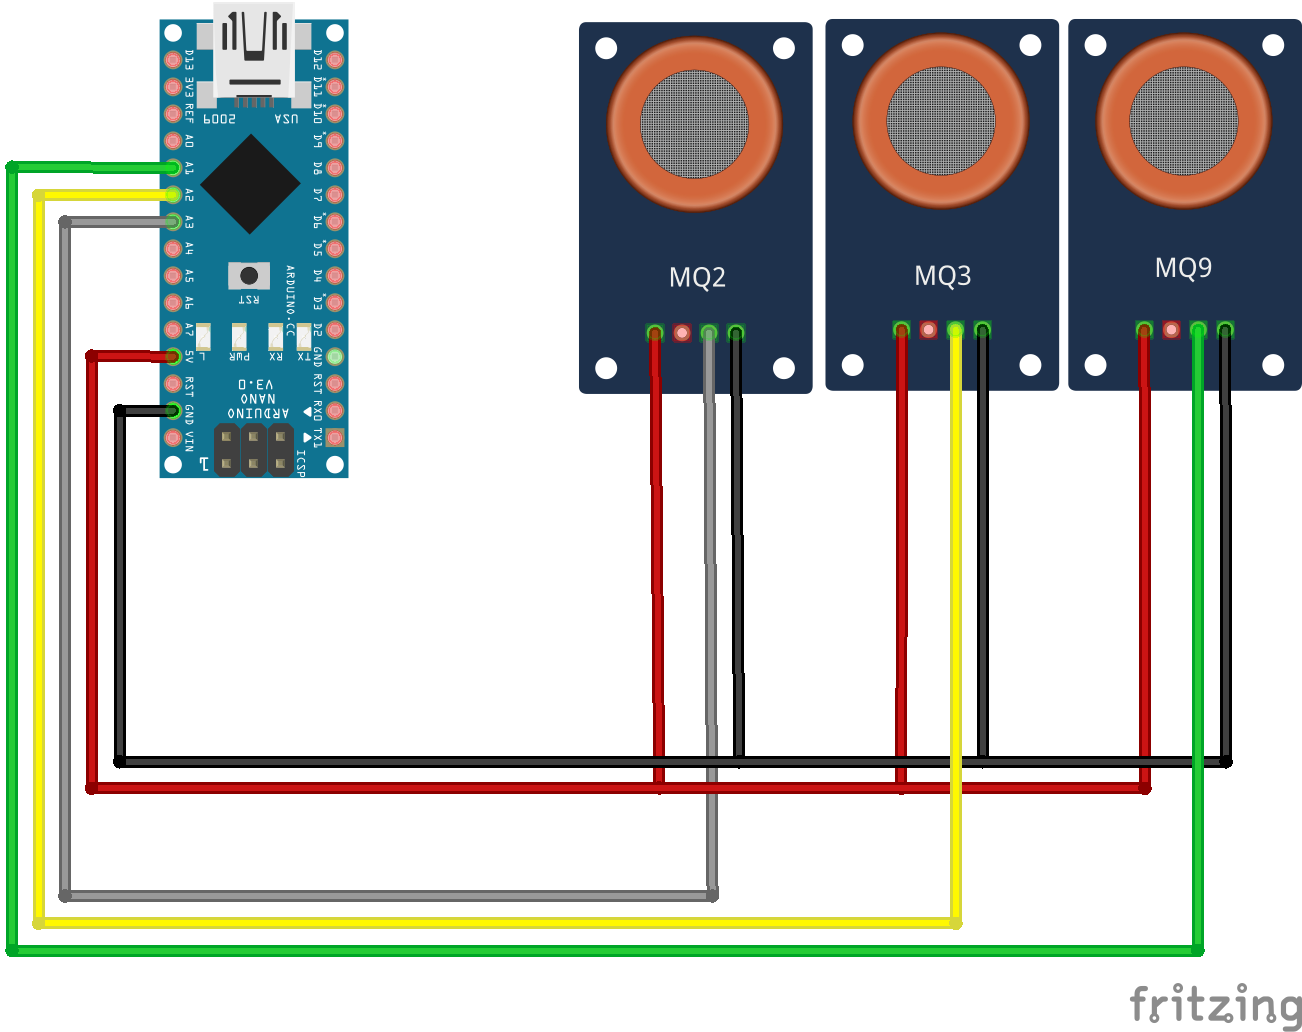 D13
3V3
REF
A0
A1
A2
A3
A4
A5
A6
A7
5V
RST
GND
VIN
D12
D11
D10
D9
D8
D7
D6
D5
D4
D3
D2
GND
RST
RX0
TX1
USA
2009
RST
ARDUINO.CC
L
PWR
RX
TX
ARDUINO
NANO
V3.0
1
ICSP
MQ2
MQ3
MQ9
fritzing